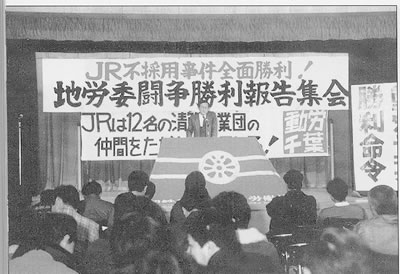 JR不採用事件全面勝利!
地労委闘争勝利報告集会
JRは12名の清 業団の
仲間をた !
動労
千葉
勝利命令